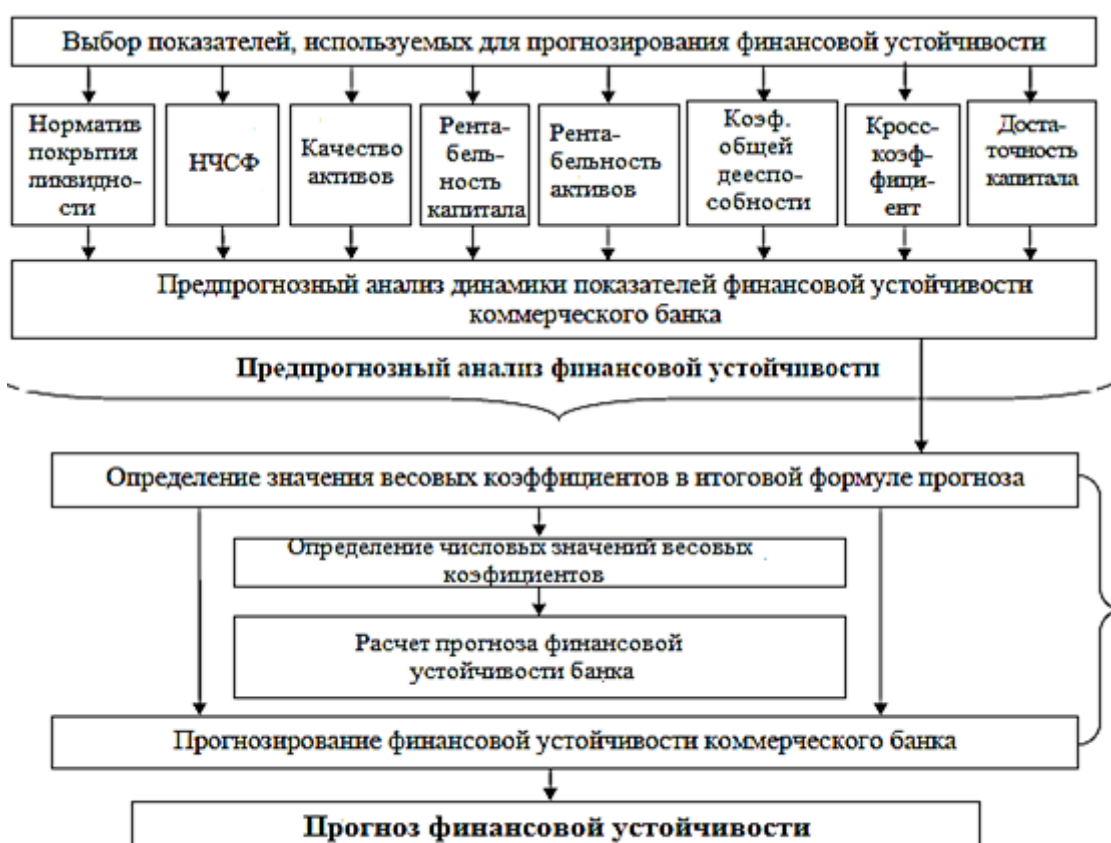 Выбор показателей, используемых для прогнозирования финансовой устойчивости
Норматив
покрытия
ликвидно-
сти
НЧСФ
Качество
активов
Рента-
бель-
ность
капитала
Рента-
бельность
активов
Коэф.
общей
дееспо-
собности
Кросс-
коэф-
фици-
ент
Доста-
точность
капитала
Предпрогнозный анализ динамики показателей финансовой устойчивости
коммерческого банка
Предпрогнозный анализ финансовой устойчивости
Определение значения весовых коэффициентов в итоговой формуле прогноза
Определение числовых значений весовых
коэфициентов
Расчет прогноза финансовой
устойчивости банка
Прогнозирование финансовой устойчивости коммерческого банка
Прогноз финансовой устойчивости